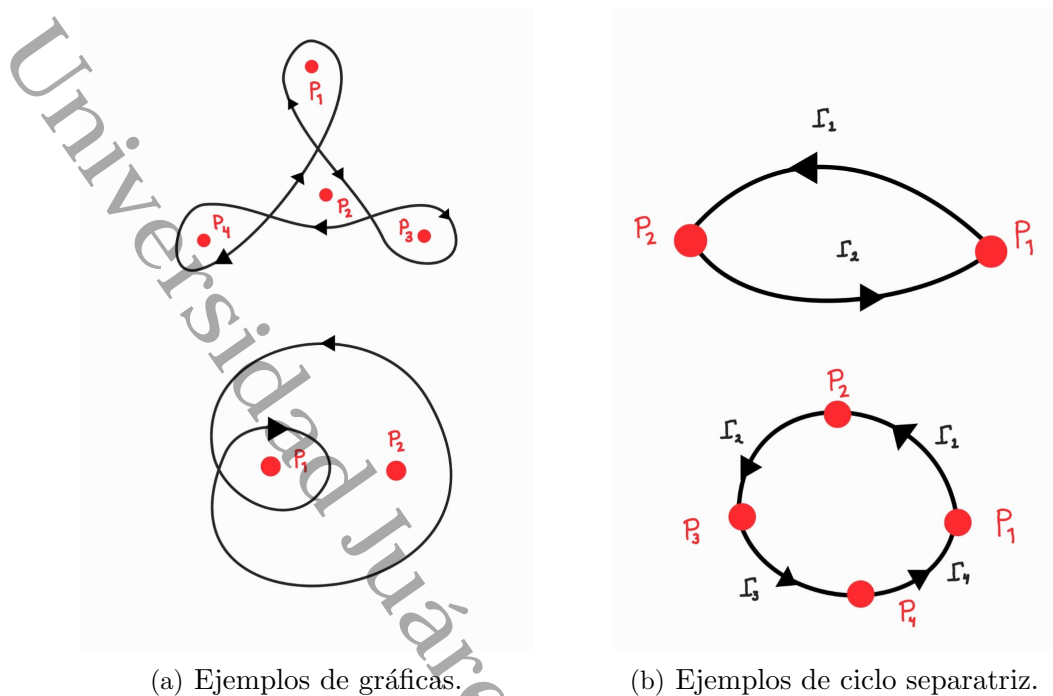 Universidad Juáre
P₁
P₂
P₃
P₄
P₁
P₂
(a) Ejemplos de gráficas.
Γ₁
P₂
P₁
Γ₂
P₂
Γ₂
Γ₁
P₃
P₁
Γ₃
Γ₄
P₄
(b) Ejemplos de ciclo separatriz.